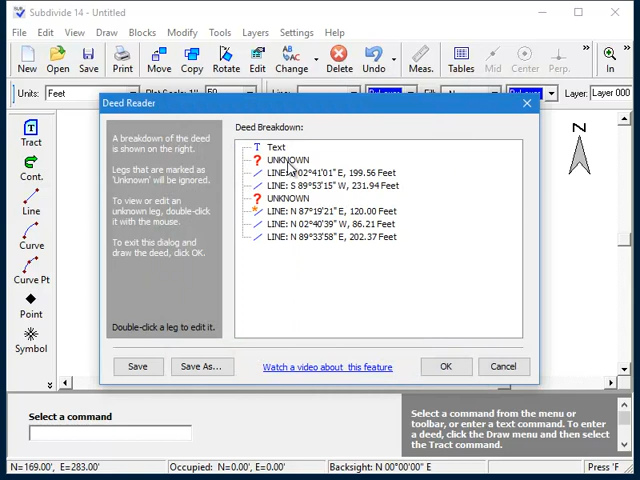 Subdivide 14 - Untitled
File Edit View Draw Blocks Modify Tools Layers Settings Help
New Open Save Print Move Copy Rotate Edit Change Delete Undo Meas. Tables Mid Center Perp. In
Units: Feet Layer: Layer 000
Deed Reader
Tract
Cont.
Line
Curve
Curve Pt
Point
Symbol
A breakdown of the deed
is shown on the right.
Legs that are marked as
'Unknown' will be ignored.
To view or edit an
unknown leg, double-click
it with the mouse.
To exit this dialog and
draw the deed, click OK.
Double-click a leg to edit it.
Deed Breakdown:
Text
UNKNOWN
LINE: 02°41'01" E, 199.56 Feet
LINE: S 89°53'15" W, 231.94 Feet
UNKNOWN
LINE: N 87°19'21" E, 120.00 Feet
LINE: N 02°40'39" W, 86.21 Feet
LINE: N 89°33'58" E, 202.37 Feet
Save Save As... Watch a video about this feature OK Cancel
N
Select a command
Select a command from the menu or
toolbar, or enter a text command. To enter
a deed, click the Draw menu and then select
the Tract command.
N=169.00', E=283.00' Occupied: N=0.00', E=0.00' Backsight: N 00°00'00" E Press 'F